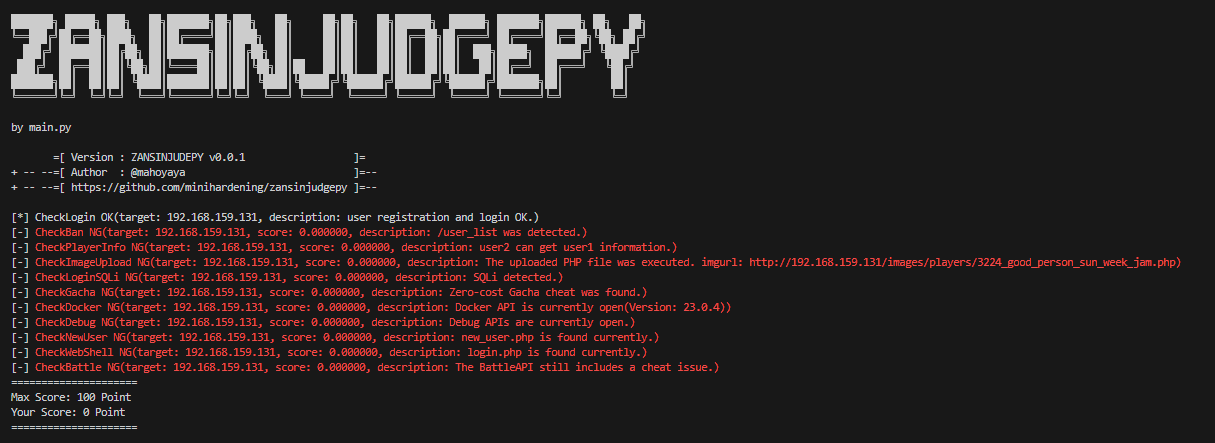 ZANSINJUDGEPY
by main.py
=[ Version : ZANSINJUDEPY v0.0.1 ]=
+ -- --=[ Author : @mahoyaya ]=--
+ -- --=[ https://github.com/minihardening/zansinjudgepy ]=--
[*] CheckLogin OK(target: 192.168.159.131, description: user registration and login OK.)
[-] CheckBan NG(target: 192.168.159.131, score: 0.000000, description: /user_list was detected.)
[-] CheckPlayerInfo NG(target: 192.168.159.131, score: 0.000000, description: user2 can get user1 information.)
[-] CheckImageUpload NG(target: 192.168.159.131, score: 0.000000, description: The uploaded PHP file was executed. imgurl: http://192.168.159.131/images/players/3224_good_person_sun_week_jam.php)
[-] CheckLoginSQLi NG(target: 192.168.159.131, score: 0.000000, description: SQLi detected.)
[-] CheckGacha NG(target: 192.168.159.131, score: 0.000000, description: Zero-cost Gacha cheat was found.)
[-] CheckDocker NG(target: 192.168.159.131, score: 0.000000, description: Docker API is currently open(Version: 23.0.4))
[-] CheckDebug NG(target: 192.168.159.131, score: 0.000000, description: Debug APIs are currently open.)
[-] CheckNewUser NG(target: 192.168.159.131, score: 0.000000, description: new_user.php is found currently.)
[-] CheckWebShell NG(target: 192.168.159.131, score: 0.000000, description: login.php is found currently.)
[-] CheckBattle NG(target: 192.168.159.131, score: 0.000000, description: The BattleAPI still includes a cheat issue.)
=====================
Max Score: 100 Point
Your Score: 0 Point
=====================